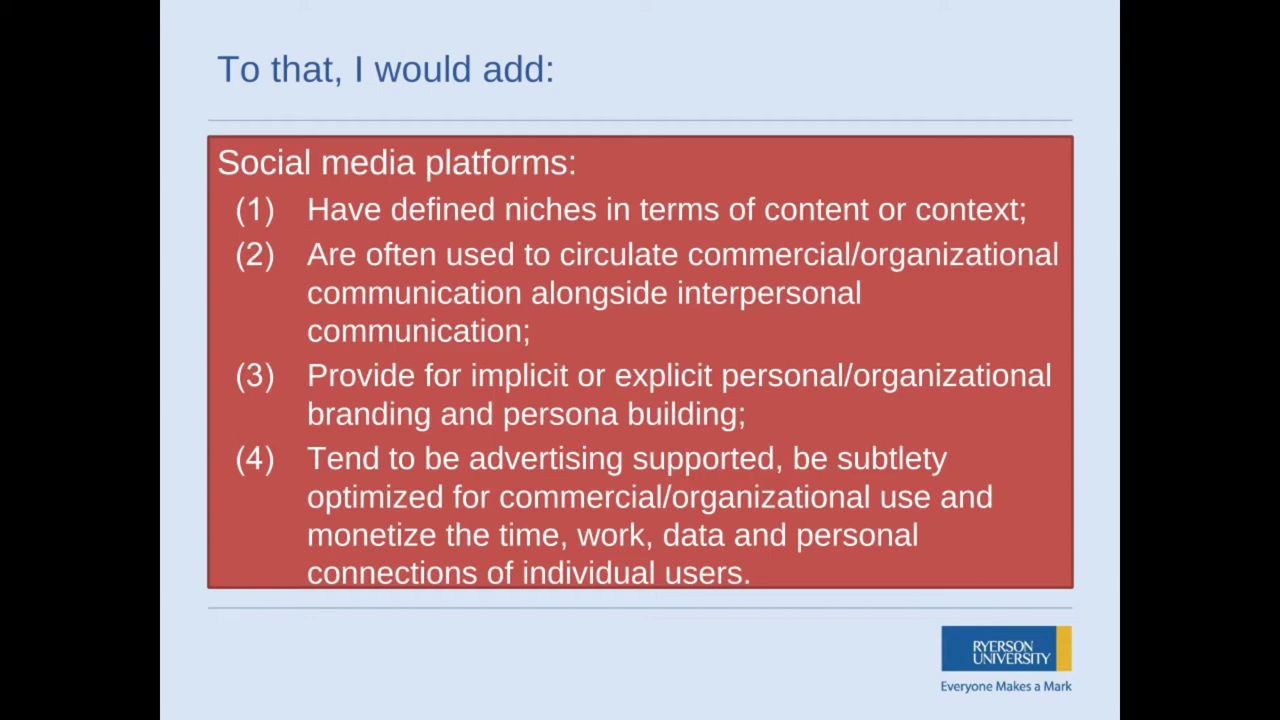 To that, I would add:
Social media platforms:
(1) Have defined niches in terms of content or context;
(2) Are often used to circulate commercial/organizational
communication alongside interpersonal
communication;
(3) Provide for implicit or explicit personal/organizational
branding and persona building;
(4) Tend to be advertising supported, be subtlety
optimized for commercial/organizational use and
monetize the time, work, data and personal
connections of individual users.
RYERSON
UNIVERSITY
Everyone Makes a Mark